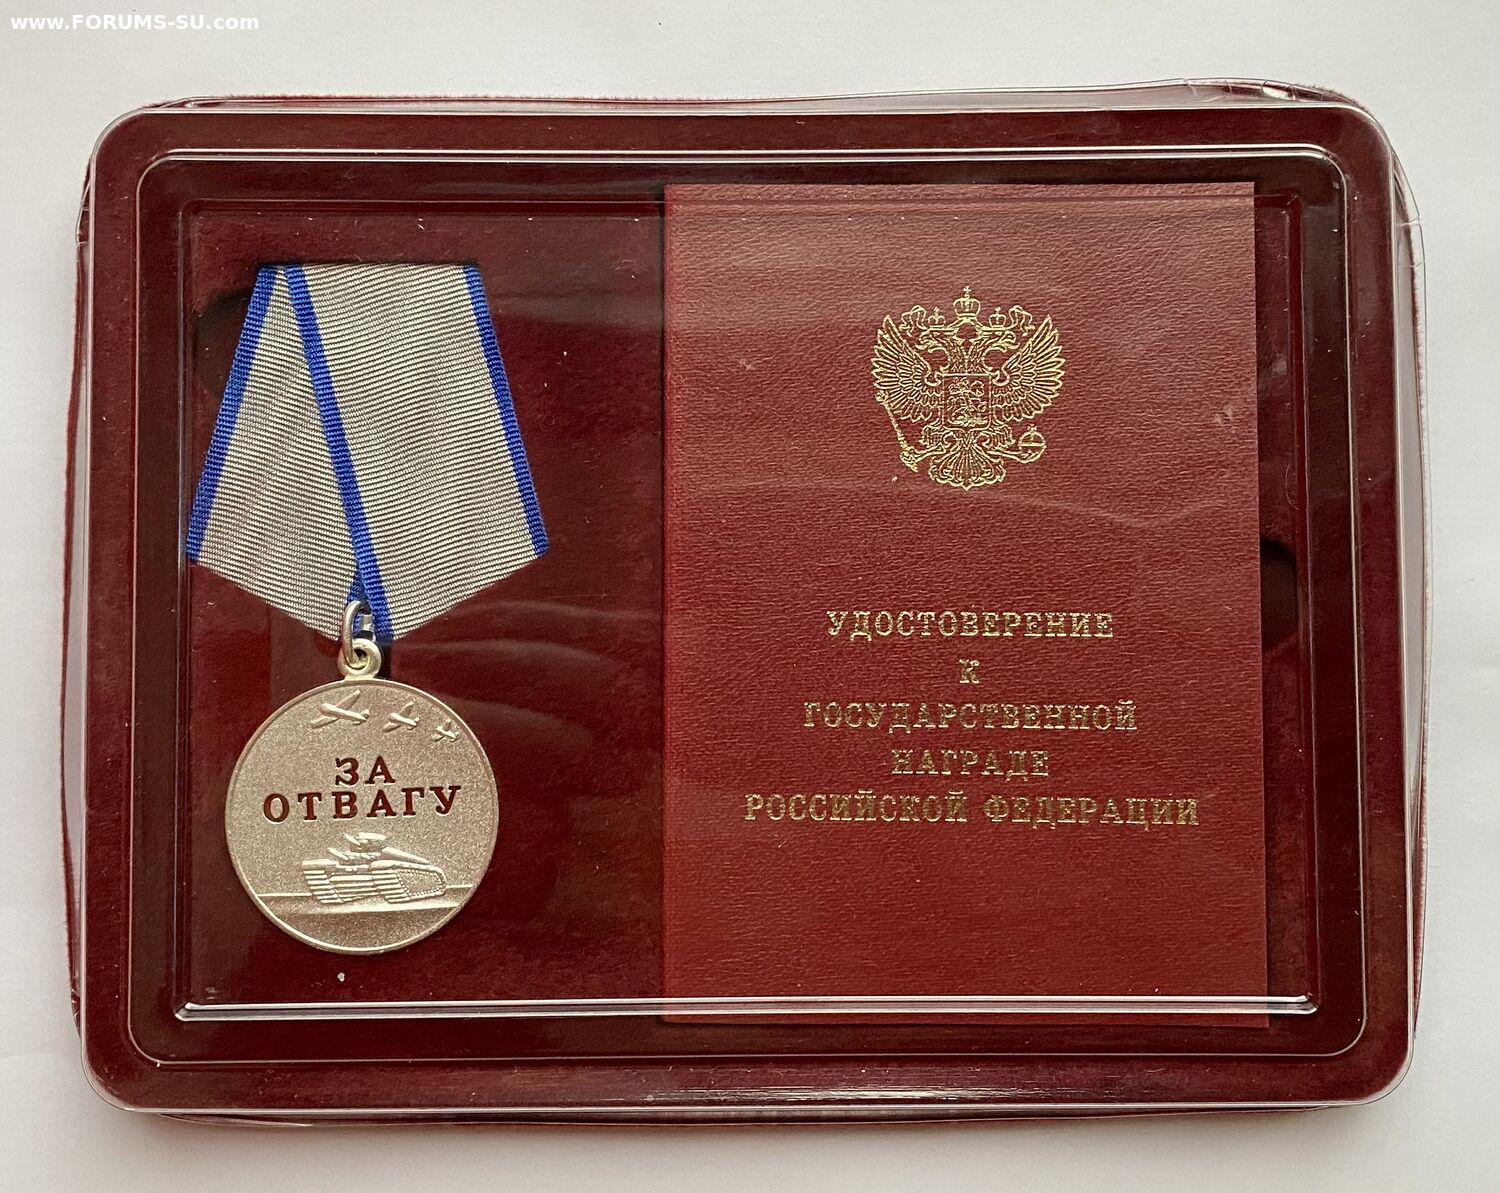 www.FORUMS-SU.com
ЗА
ОТВАГУ
УДОСТОВЕРЕНИЕ
К
ГОСУДАРСТВЕННОЙ
НАГРАДЕ
РОССИЙСКОЙ ФЕДЕРАЦИИ